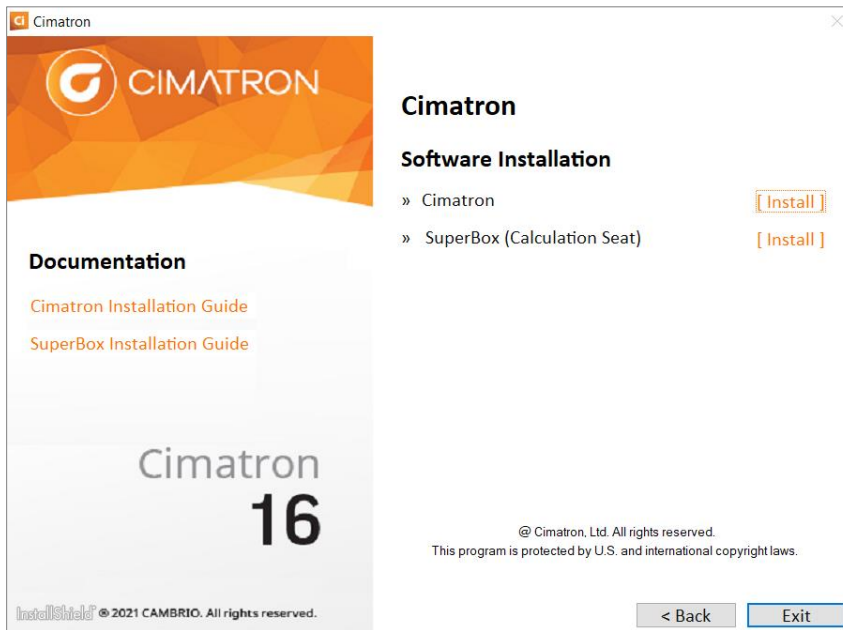 Ci Cimatron
CIMATRON
Documentation
Cimatron Installation Guide
SuperBox Installation Guide
Cimatron
16
InstallShield® © 2021 CAMBRIO. All rights reserved.
Cimatron
Software Installation
» Cimatron [ Install ]
» SuperBox (Calculation Seat) [ Install ]
@ Cimatron, Ltd. All rights reserved.
This program is protected by U.S. and international copyright laws.
< Back Exit